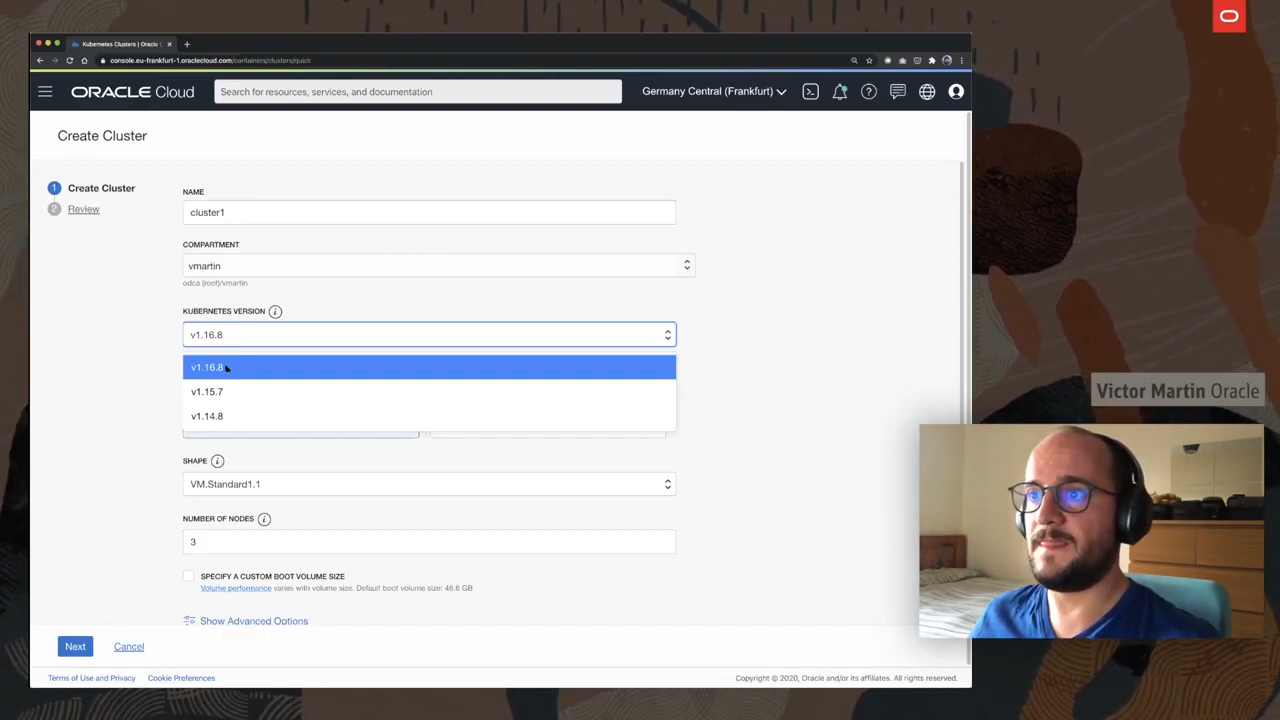 Kubernetes Clusters | Oracle
console.eu-frankfurt-1.oraclecloud.com/containers/clusters/quick
ORACLE Cloud
Search for resources, services, and documentation
Germany Central (Frankfurt)
Create Cluster
1 Create Cluster
2 Review
NAME
cluster1
COMPARTMENT
vmartin
odca (root)/vmartin
KUBERNETES VERSION
v1.16.8
v1.16.8
v1.15.7
v1.14.8
SHAPE
VM.Standard1.1
NUMBER OF NODES
3
SPECIFY A CUSTOM BOOT VOLUME SIZE
Volume performance varies with volume size. Default boot volume size: 46.6 GB
Show Advanced Options
Next
Cancel
Terms of Use and Privacy
Cookie Preferences
Copyright © 2020, Oracle and/or its affiliates. All rights reserved.
Victor Martin Oracle